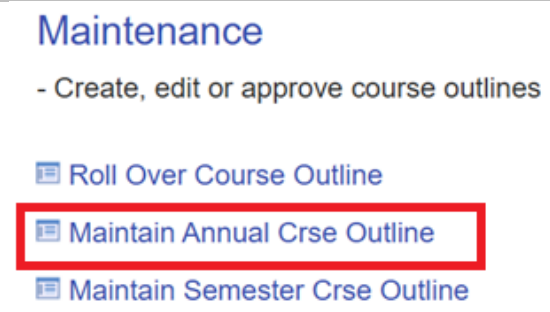 Maintenance
- Create, edit or approve course outlines
Roll Over Course Outline
Maintain Annual Crse Outline
Maintain Semester Crse Outline